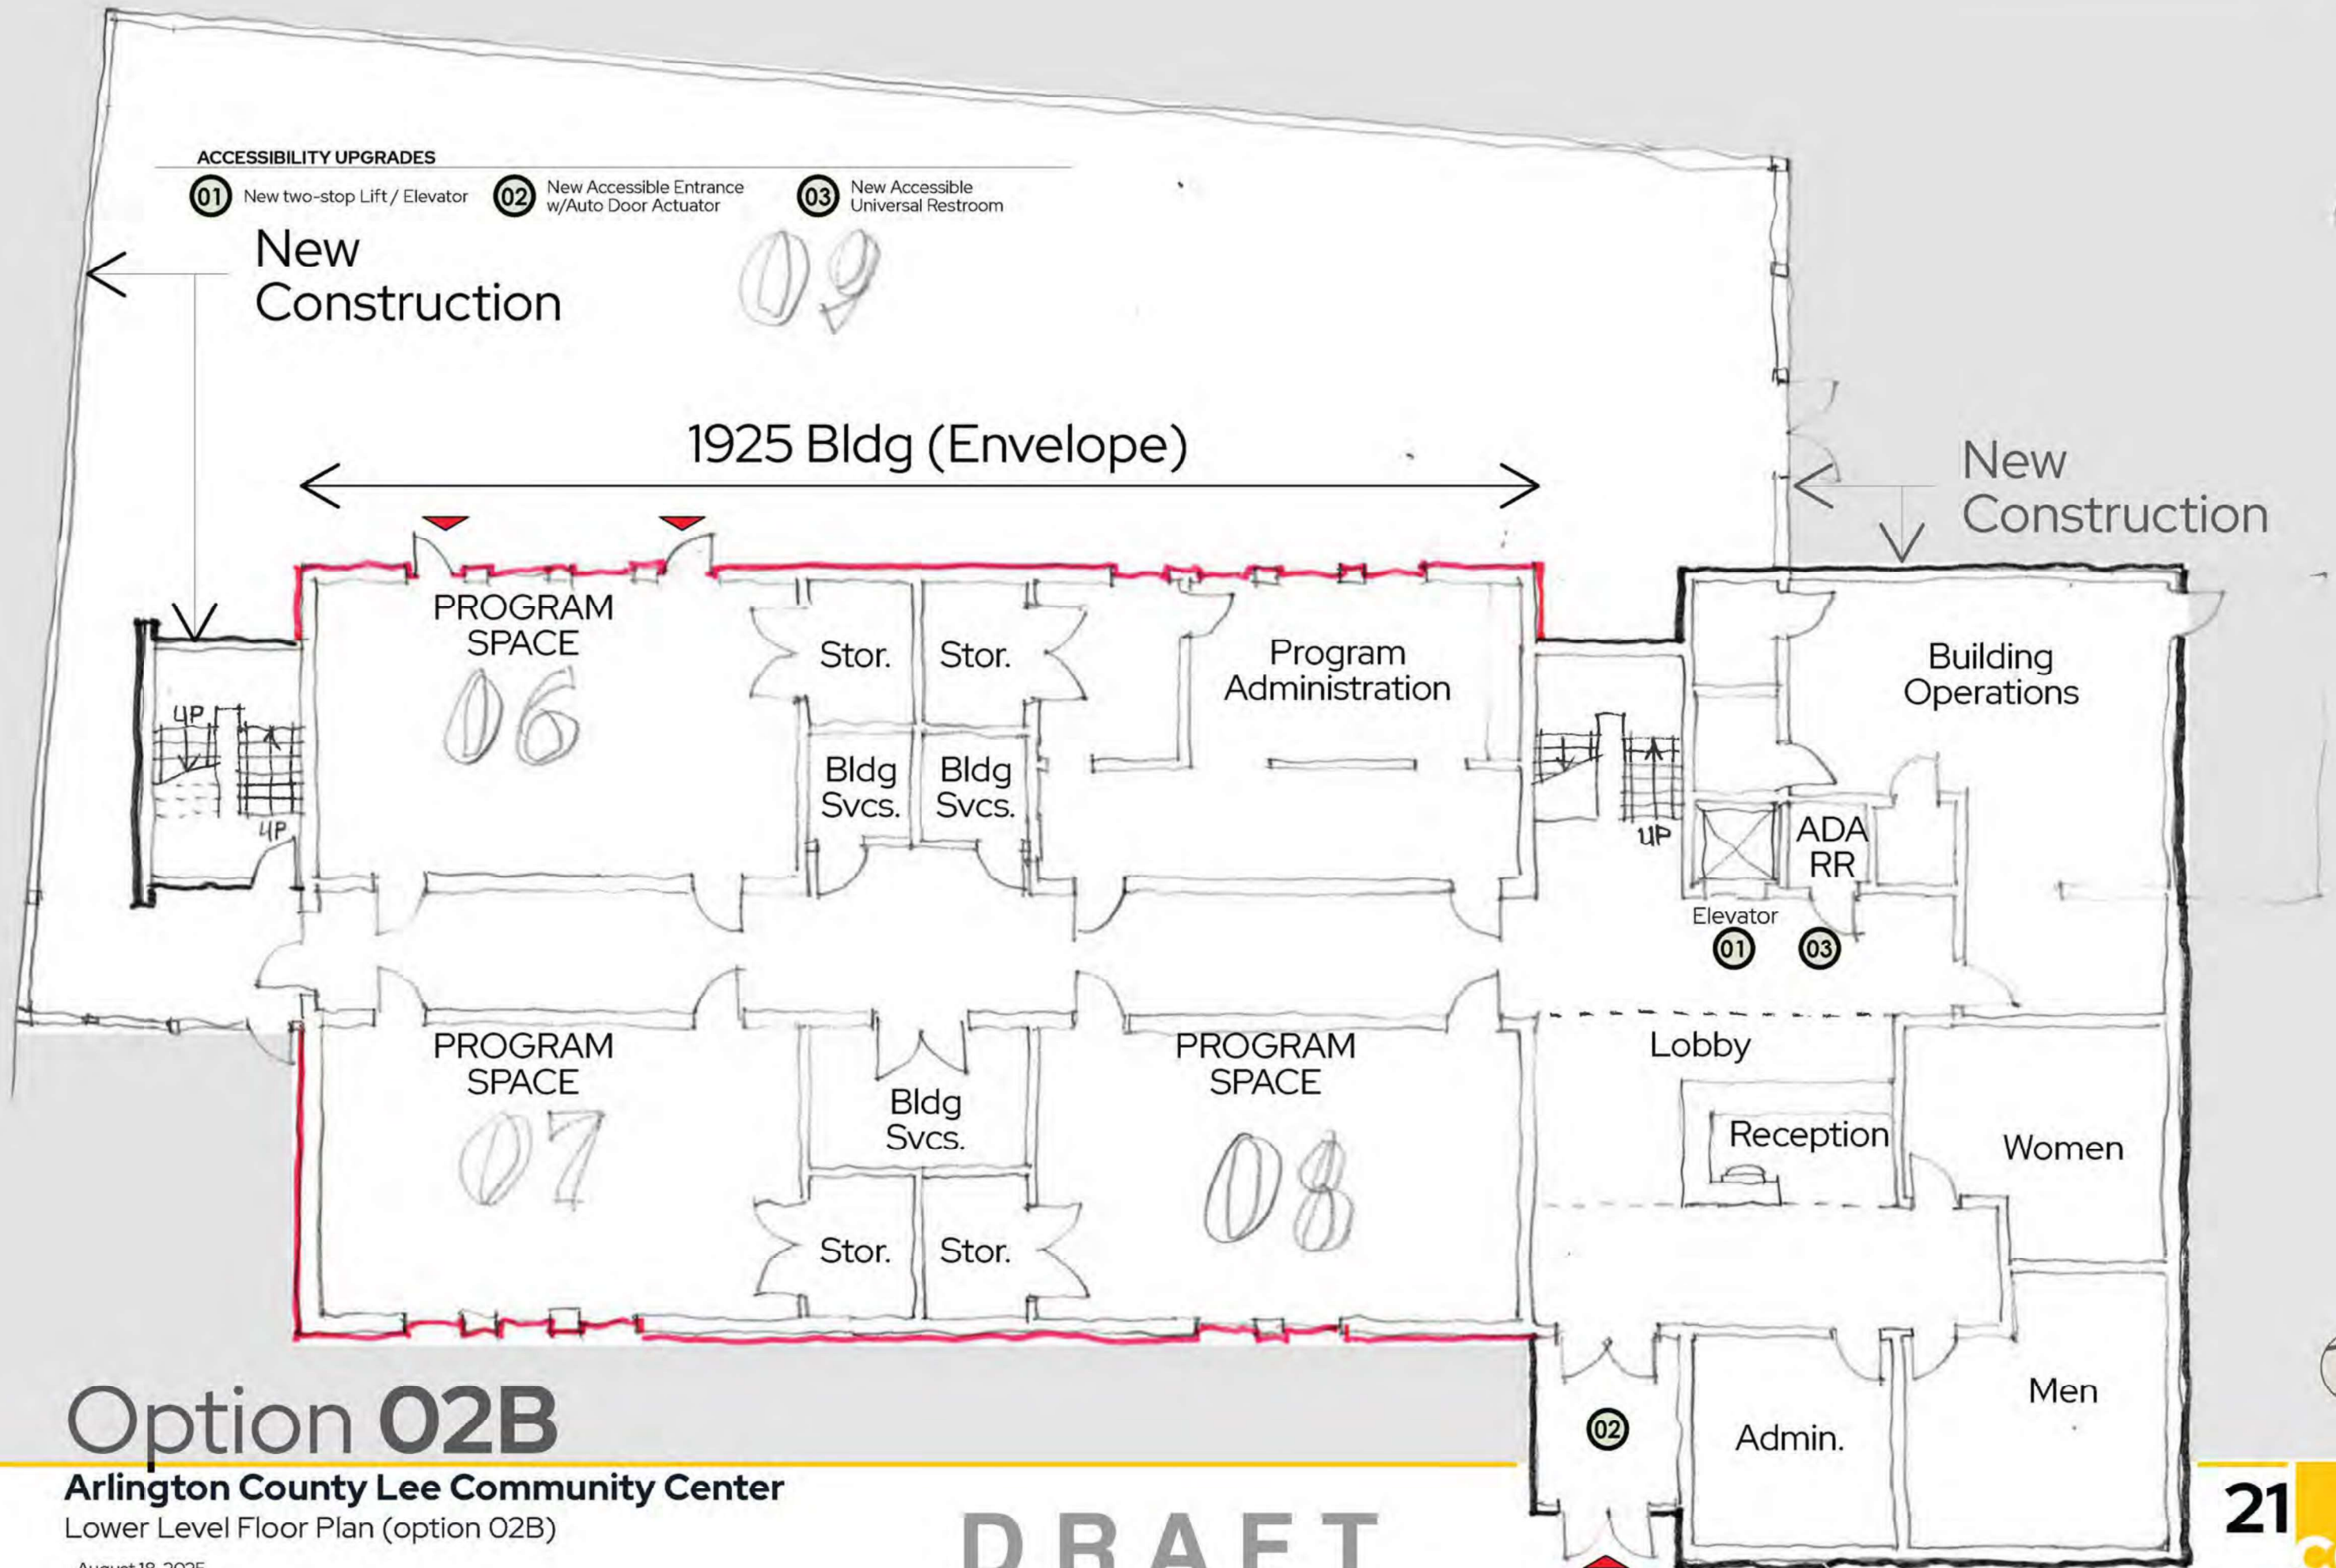 ACCESSIBILITY UPGRADES
01 New two-stop Lift / Elevator
02 New Accessible Entrance
w/Auto Door Actuator
03 New Accessible
Universal Restroom
New
Construction
09
1925 Bldg (Envelope)
New
Construction
PROGRAM
SPACE
06
Stor.
Stor.
Program
Administration
Building
Operations
UP
UP
Bldg
Svcs.
Bldg
Svcs.
UP
ADA
RR
Elevator
01
03
PROGRAM
SPACE
07
Bldg
Svcs.
PROGRAM
SPACE
08
Lobby
Reception
Women
Stor.
Stor.
02
Admin.
Men
Option 02B
Arlington County Lee Community Center
Lower Level Floor Plan (option 02B)
August 18, 2025
DRAFT
21